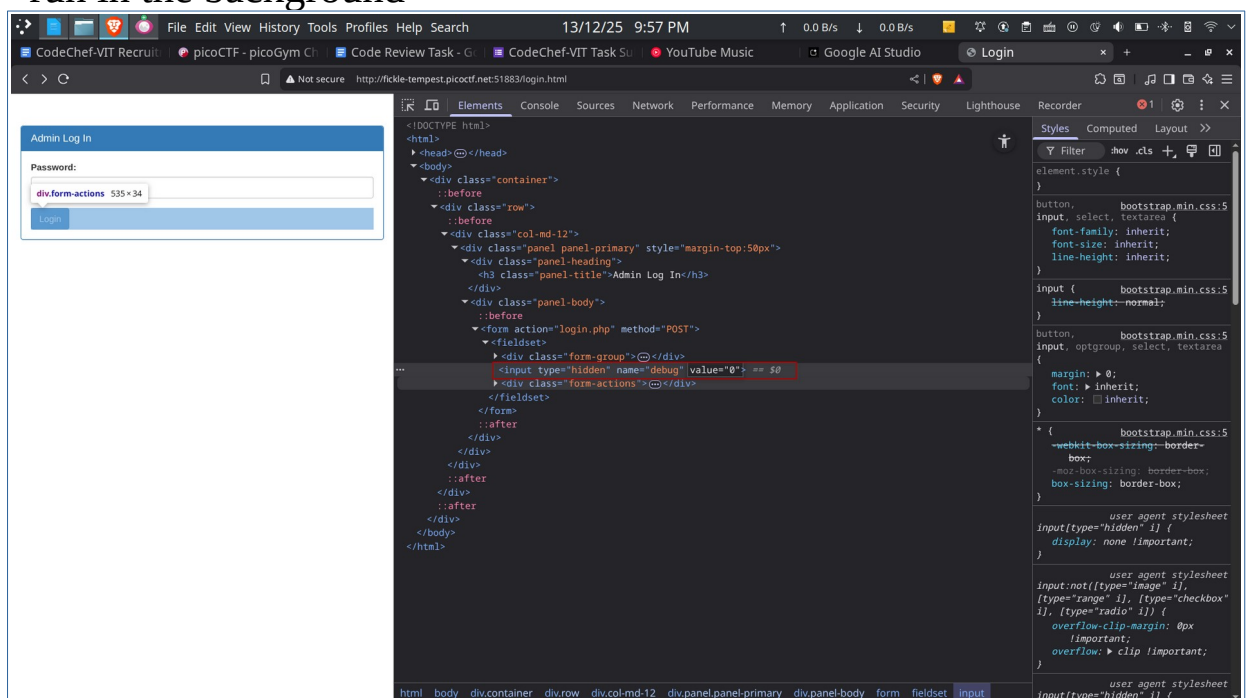 run in the background
File Edit View History Tools Profiles Help Search 13/12/25 9:57 PM ↑ 0.0 B/s ↓ 0.0 B/s
CodeChef-VIT Recruit picoCTF - picoGym Ch Code Review Task - G CodeChef-VIT Task Su YouTube Music Google AI Studio Login × +
Not secure http://fickle-tempest.picoctf.net:51883/login.html
Elements Console Sources Network Performance Memory Application Security Lighthouse Recorder 1
Admin Log In
Password:
div.form-actions 535 × 34
Login
<!DOCTYPE html>
<html>
<head> </head>
<body>
<div class="container">
::before
<div class="row">
::before
<div class="col-md-12">
<div class="panel panel-primary" style="margin-top:50px">
<div class="panel-heading">
<h3 class="panel-title">Admin Log In</h3>
</div>
<div class="panel-body">
::before
<form action="login.php" method="POST">
<fieldset>
<div class="form-group"> </div>
<input type="hidden" name="debug" value="0"> == $0
<div class="form-actions"> </div>
</fieldset>
</form>
::after
</div>
</div>
</div>
::after
</div>
::after
</div>
</body>
</html>
html body div.container div.row div.col-md-12 div.panel.panel-primary div.panel-body form fieldset input
Styles Computed Layout >>
Filter :hov .cls
element.style {
}
button, bootstrap.min.css:5
input, select, textarea {
font-family: inherit;
font-size: inherit;
line-height: inherit;
}
input { bootstrap.min.css:5
line-height: normal;
}
button, bootstrap.min.css:5
input, optgroup, select, textarea
{
margin: 0;
font: inherit;
color: inherit;
}
* { bootstrap.min.css:5
-webkit-box-sizing: border-
box;
-moz-box-sizing: border-box;
box-sizing: border-box;
}
user agent stylesheet
input[type="hidden" i] {
display: none !important;
}
user agent stylesheet
input:not([type="image" i],
[type="range" i], [type="checkbox"
i], [type="radio" i]) {
overflow-clip-margin: 0px
!important;
overflow: clip !important;
}
user agent stylesheet
input[type="hidden" i] {